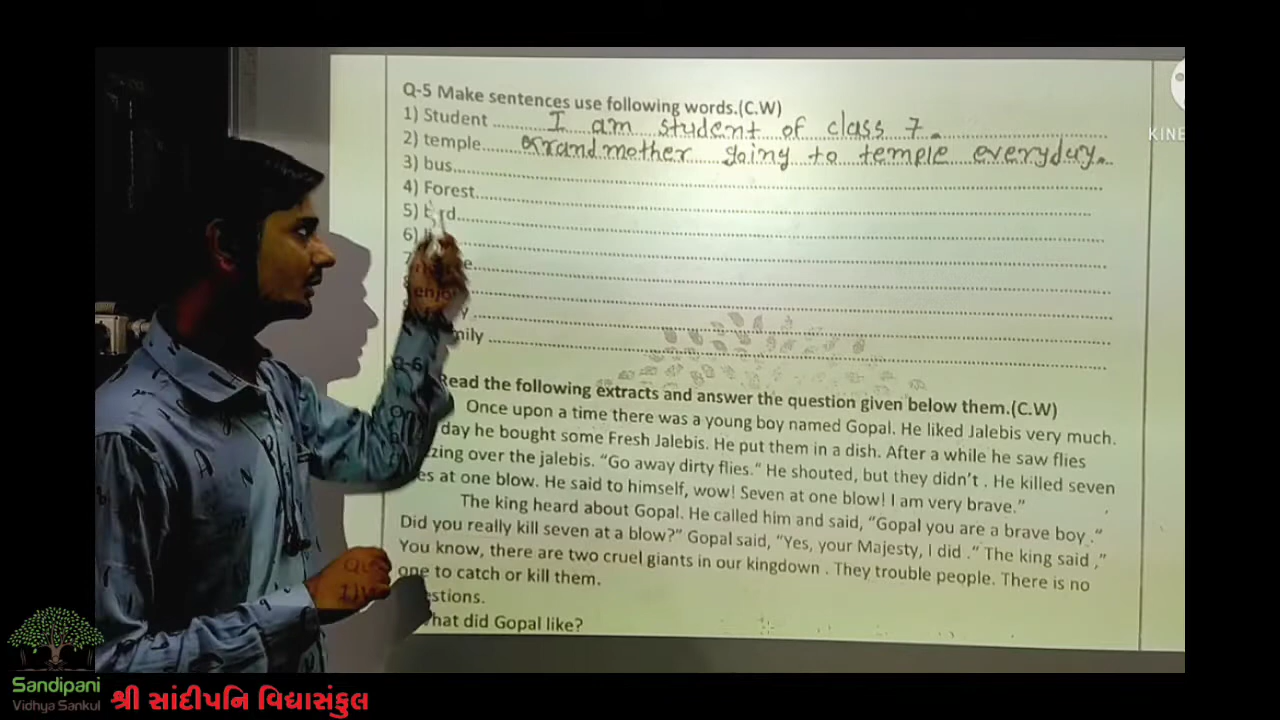 Q-5 Make sentences use following words.(C.W)
1) Student ........ I am student of class 7.
2) temple..... Grandmother going to temple everyday.
3) bus
4) Forest
5) bird
6)
enjoy
mily
Q-6 Read the following extracts and answer the question given below them.(C.W)
Once upon a time there was a young boy named Gopal. He liked Jalebis very much.
day he bought some Fresh Jalebis. He put them in a dish. After a while he saw flies
zing over the jalebis. “Go away dirty flies.” He shouted, but they didn’t . He killed seven
es at one blow. He said to himself, wow! Seven at one blow! I am very brave.”
The king heard about Gopal. He called him and said, “Gopal you are a brave boy .”
Did you really kill seven at a blow?” Gopal said, “Yes, your Majesty, I did .” The king said ,”
You know, there are two cruel giants in our kingdown . They trouble people. There is no
one to catch or kill them.
estions.
hat did Gopal like?
KINE
Sandipani
Vidhya Sankul
શ્રી સાંદીપનિ વિદ્યાસંકુલ